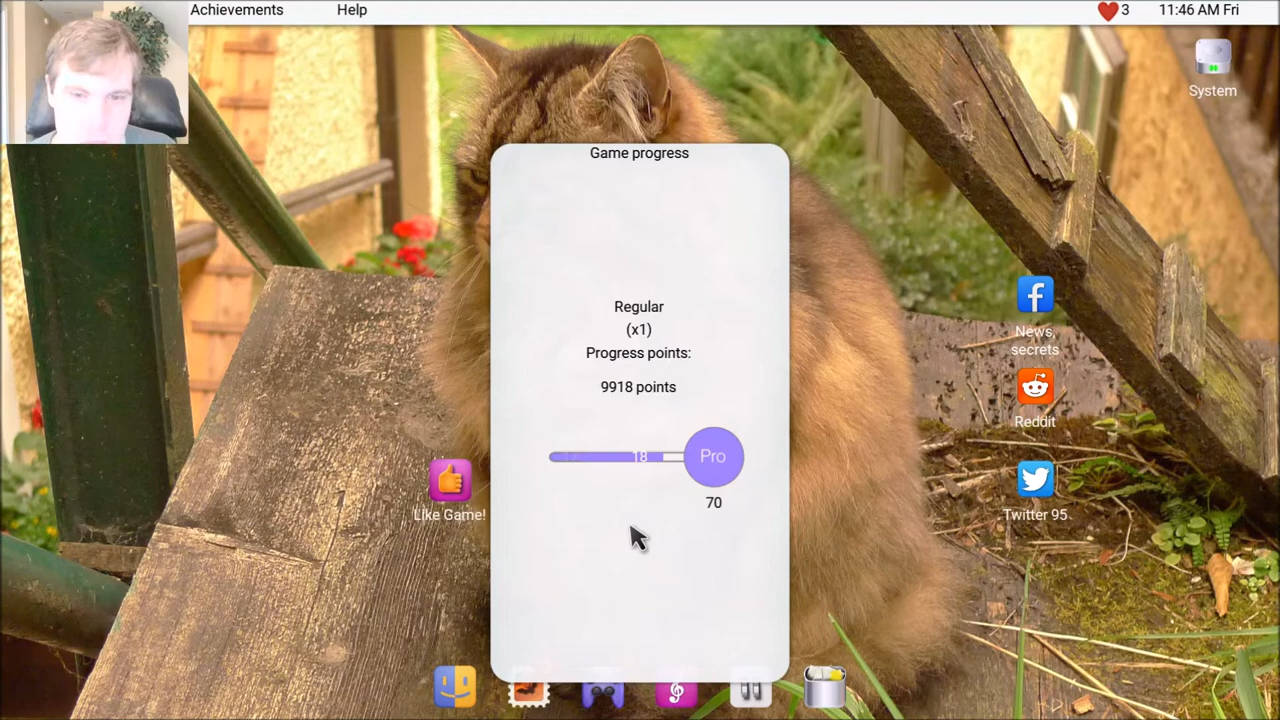 Achievements
Help
3
11:46 AM Fri
System
Game progress
Regular
(x1)
Progress points:
9918 points
18
Pro
70
News,
secrets
Reddit
Like Game!
Twitter 95